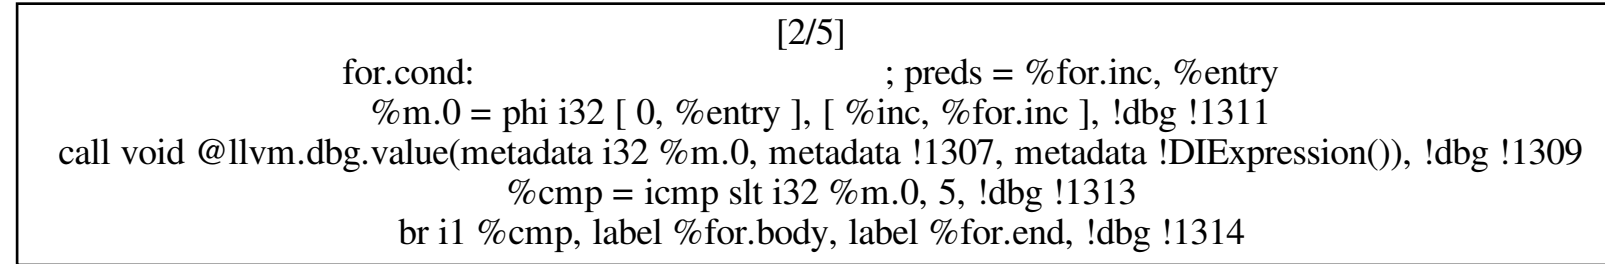 [2/5]
for.cond:                                          ; preds = %for.inc, %entry
%m.0 = phi i32 [ 0, %entry ], [ %inc, %for.inc ], !dbg !1311
call void @llvm.dbg.value(metadata i32 %m.0, metadata !1307, metadata !DIExpression()), !dbg !1309
%cmp = icmp slt i32 %m.0, 5, !dbg !1313
br i1 %cmp, label %for.body, label %for.end, !dbg !1314